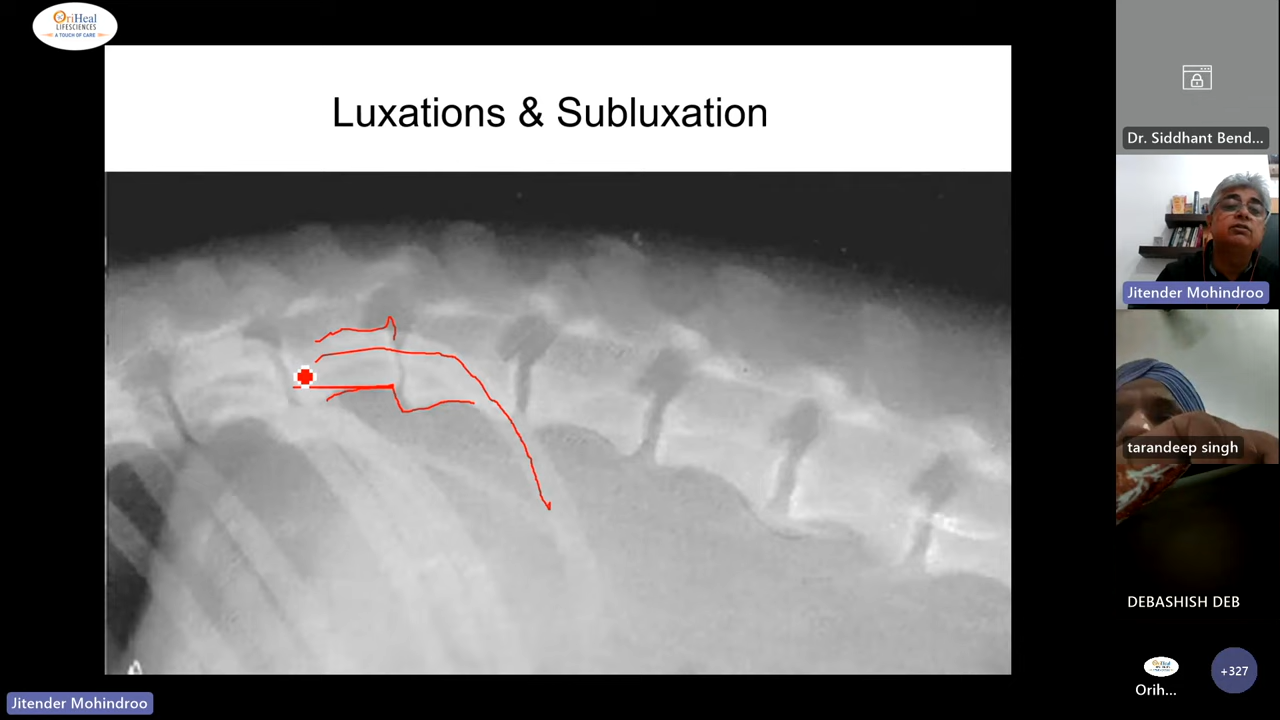 OriHeal
LIFESCIENCES
A TOUCH OF CARE
Luxations & Subluxation
Dr. Siddhant Bend...
Jitender Mohindroo
tarandeep singh
DEBASHISH DEB
Orih...
+327
Jitender Mohindroo